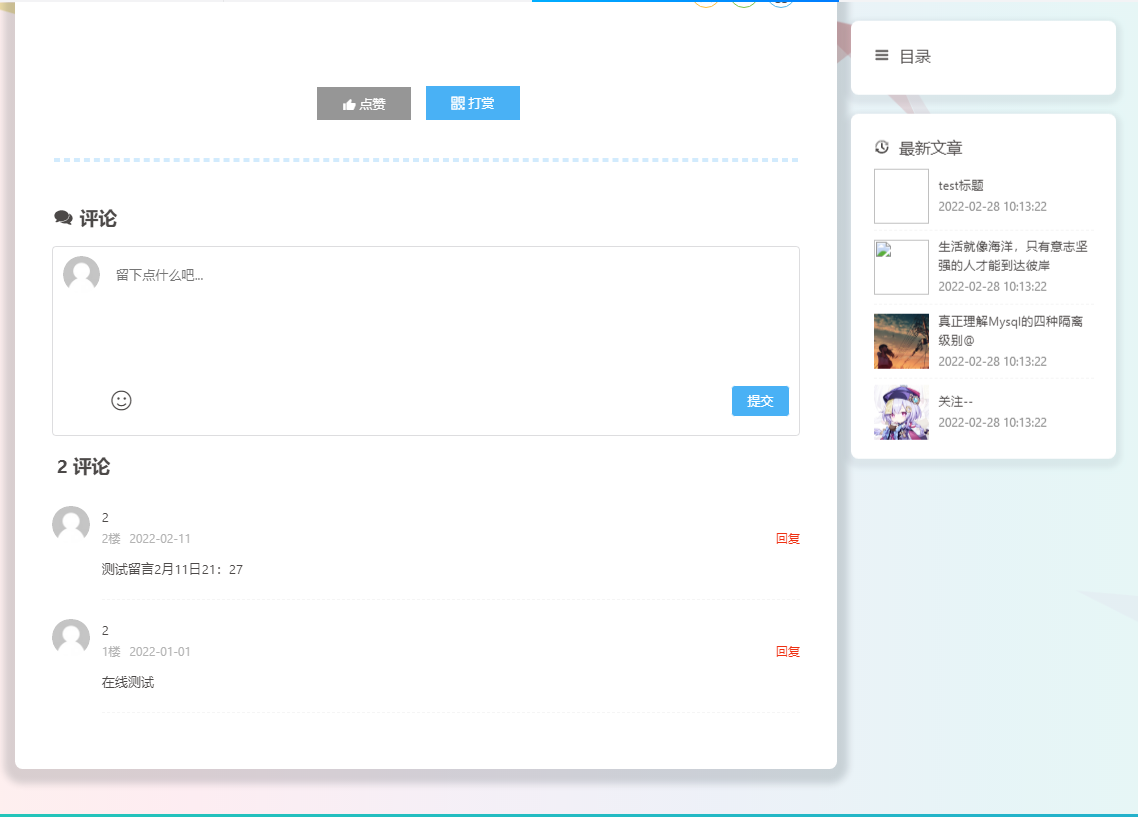 点赞
打赏
评论
留下点什么吧...
提交
2 评论
2
2楼 2022-02-11
回复
测试留言2月11日21：27
2
1楼 2022-01-01
回复
在线测试
目录
最新文章
test标题
2022-02-28 10:13:22
生活就像海洋，只有意志坚
强的人才能到达彼岸
2022-02-28 10:13:22
真正理解Mysql的四种隔离
级别@
2022-02-28 10:13:22
关注--
2022-02-28 10:13:22